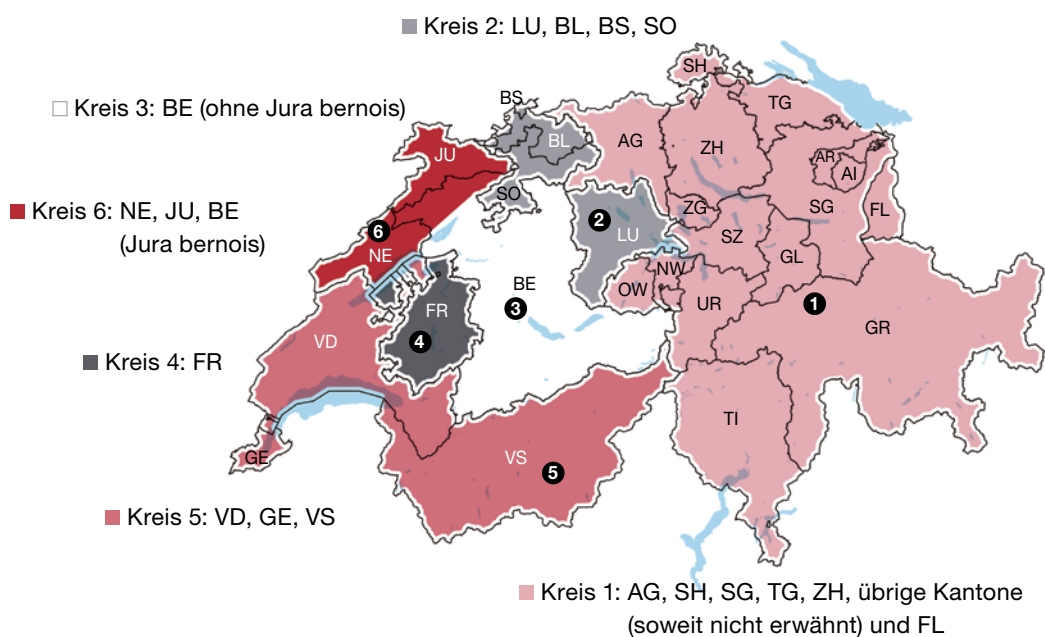 Kreis 2: LU, BL, BS, SO
Kreis 3: BE (ohne Jura bernois)
Kreis 6: NE, JU, BE
(Jura bernois)
Kreis 4: FR
Kreis 5: VD, GE, VS
Kreis 1: AG, SH, SG, TG, ZH, übrige Kantone
(soweit nicht erwähnt) und FL
SH
BS
TG
JU
BL
AG
ZH
AR
AI
SO
ZG
SG
FL
2
LU
6
SZ
NE
NW
GL
OW
BE
UR
3
1
FR
GR
VD
4
TI
GE
VS
5